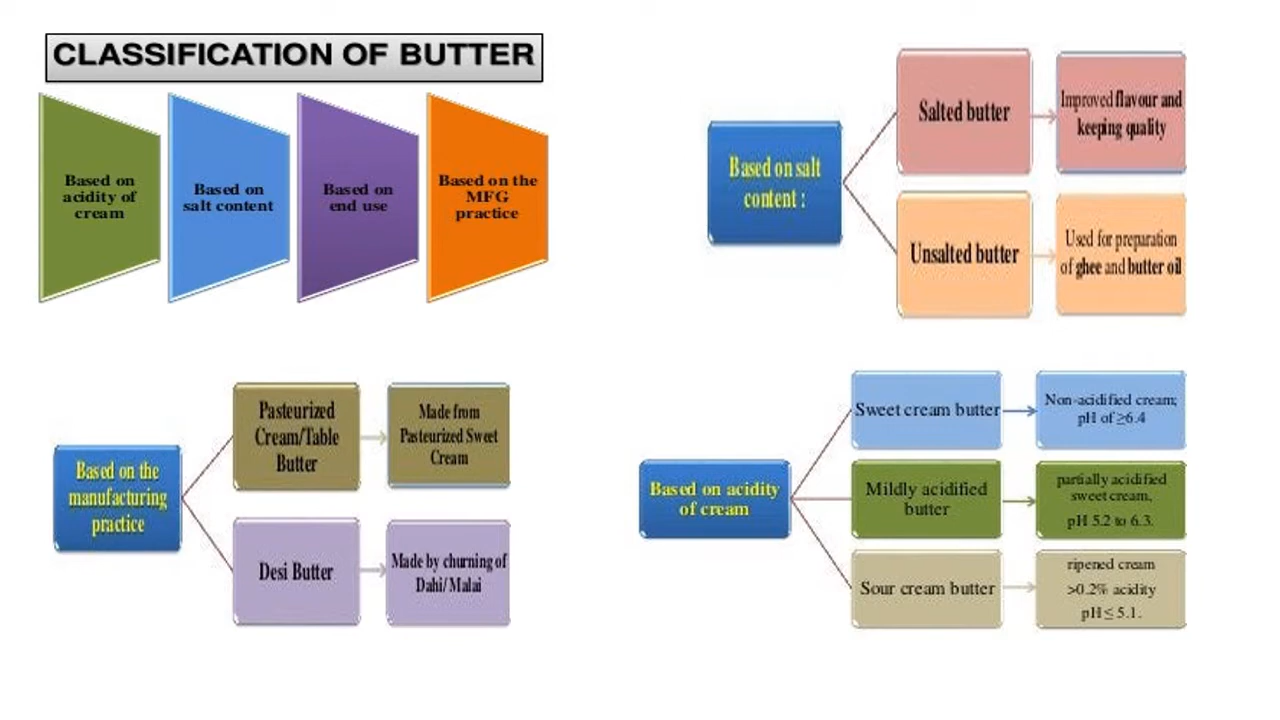 CLASSIFICATION OF BUTTER
Based on
acidity of
cream
Based on
salt content
Based on
end use
Based on the
MFG
practice
Based on salt
content :
Salted butter
Improved flavour and
keeping quality
Unsalted butter
Used for preparation
of ghee and butter oil
Based on the
manufacturing
practice
Pasteurized
Cream/Table
Butter
Made from
Pasteurized Sweet
Cream
Desi Butter
Made by churning of
Dahi/ Malai
Based on acidity
of cream
Sweet cream butter
Non-acidified cream;
pH of ≥6.4
Mildly acidified
butter
partially acidified
sweet cream,
pH 5.2 to 6.3.
Sour cream butter
ripened cream
>0.2% acidity
pH ≤ 5.1.